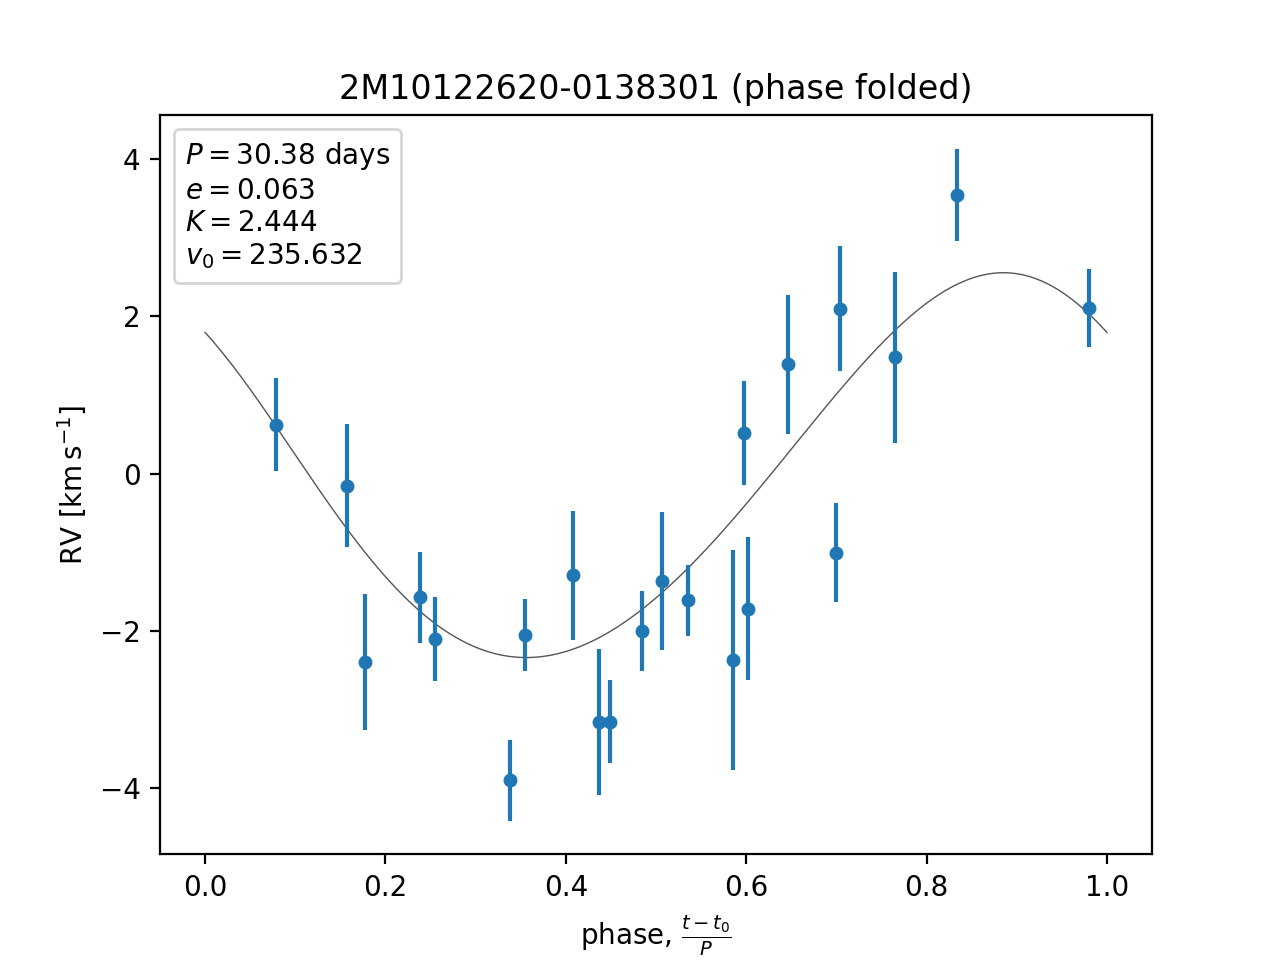 2M10122620-0138301 (phase folded)
P = 30.38 days
e = 0.063
K = 2.444
v₀ = 235.632
4
2
0
−2
−4
RV [km s⁻¹]
0.0 0.2 0.4 0.6 0.8 1.0
phase, (t − t₀)/P